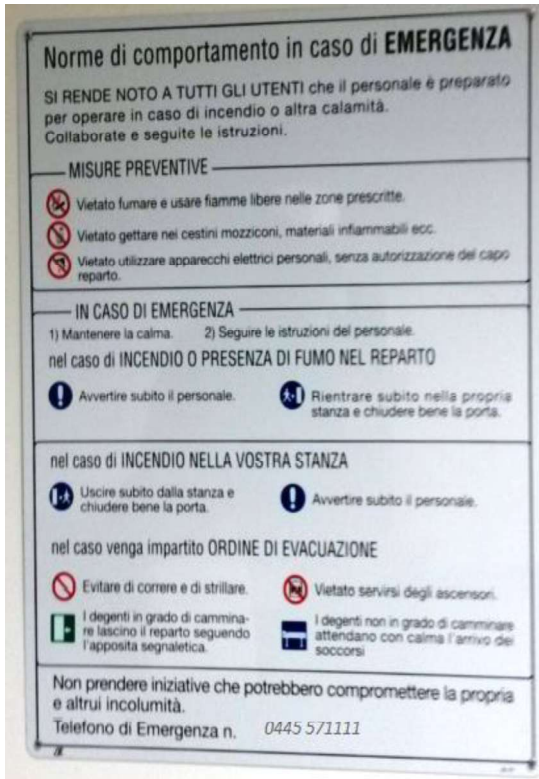 Norme di comportamento in caso di EMERGENZA
SI RENDE NOTO A TUTTI GLI UTENTI che il personale è preparato
per operare in caso di incendio o altra calamità.
Collaborate e seguite le istruzioni.
MISURE PREVENTIVE
Vietato fumare e usare fiamme libere nelle zone prescritte.
Vietato gettare nei cestini mozziconi, materiali infiammabili ecc.
Vietato utilizzare apparecchi elettrici personali, senza autorizzazione del capo
reparto.
IN CASO DI EMERGENZA
1) Mantenere la calma. 2) Seguire le istruzioni del personale.
nel caso di INCENDIO O PRESENZA DI FUMO NEL REPARTO
Avvertire subito il personale.
Rientrare subito nella propria
stanza e chiudere bene la porta.
nel caso di INCENDIO NELLA VOSTRA STANZA
Uscire subito dalla stanza e
chiudere bene la porta.
Avvertire subito il personale.
nel caso venga impartito ORDINE DI EVACUAZIONE
Evitare di correre e di strillare.
Vietato servirsi degli ascensori.
I degenti in grado di cammina-
re lascino il reparto seguendo
l'apposita segnaletica.
I degenti non in grado di camminare
attendano con calma l'arrivo dei
soccorsi
Non prendere iniziative che potrebbero compromettere la propria
e altrui incolumità.
Telefono di Emergenza n. 0445 571111